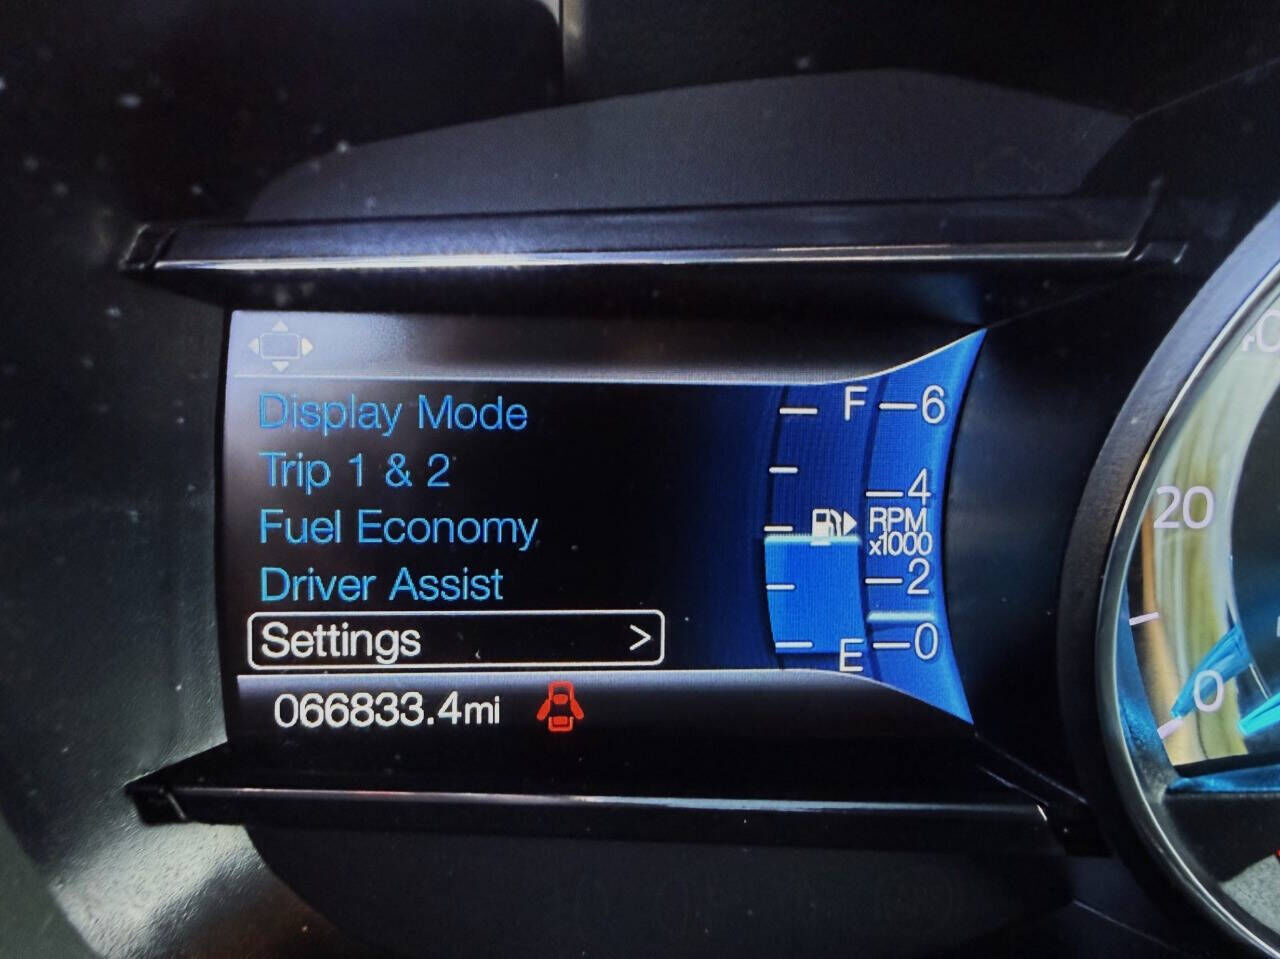 Display Mode
Trip 1 & 2
Fuel Economy
Driver Assist
Settings >
066833.4mi
F
E
6
4
RPM
x1000
2
0
20
0